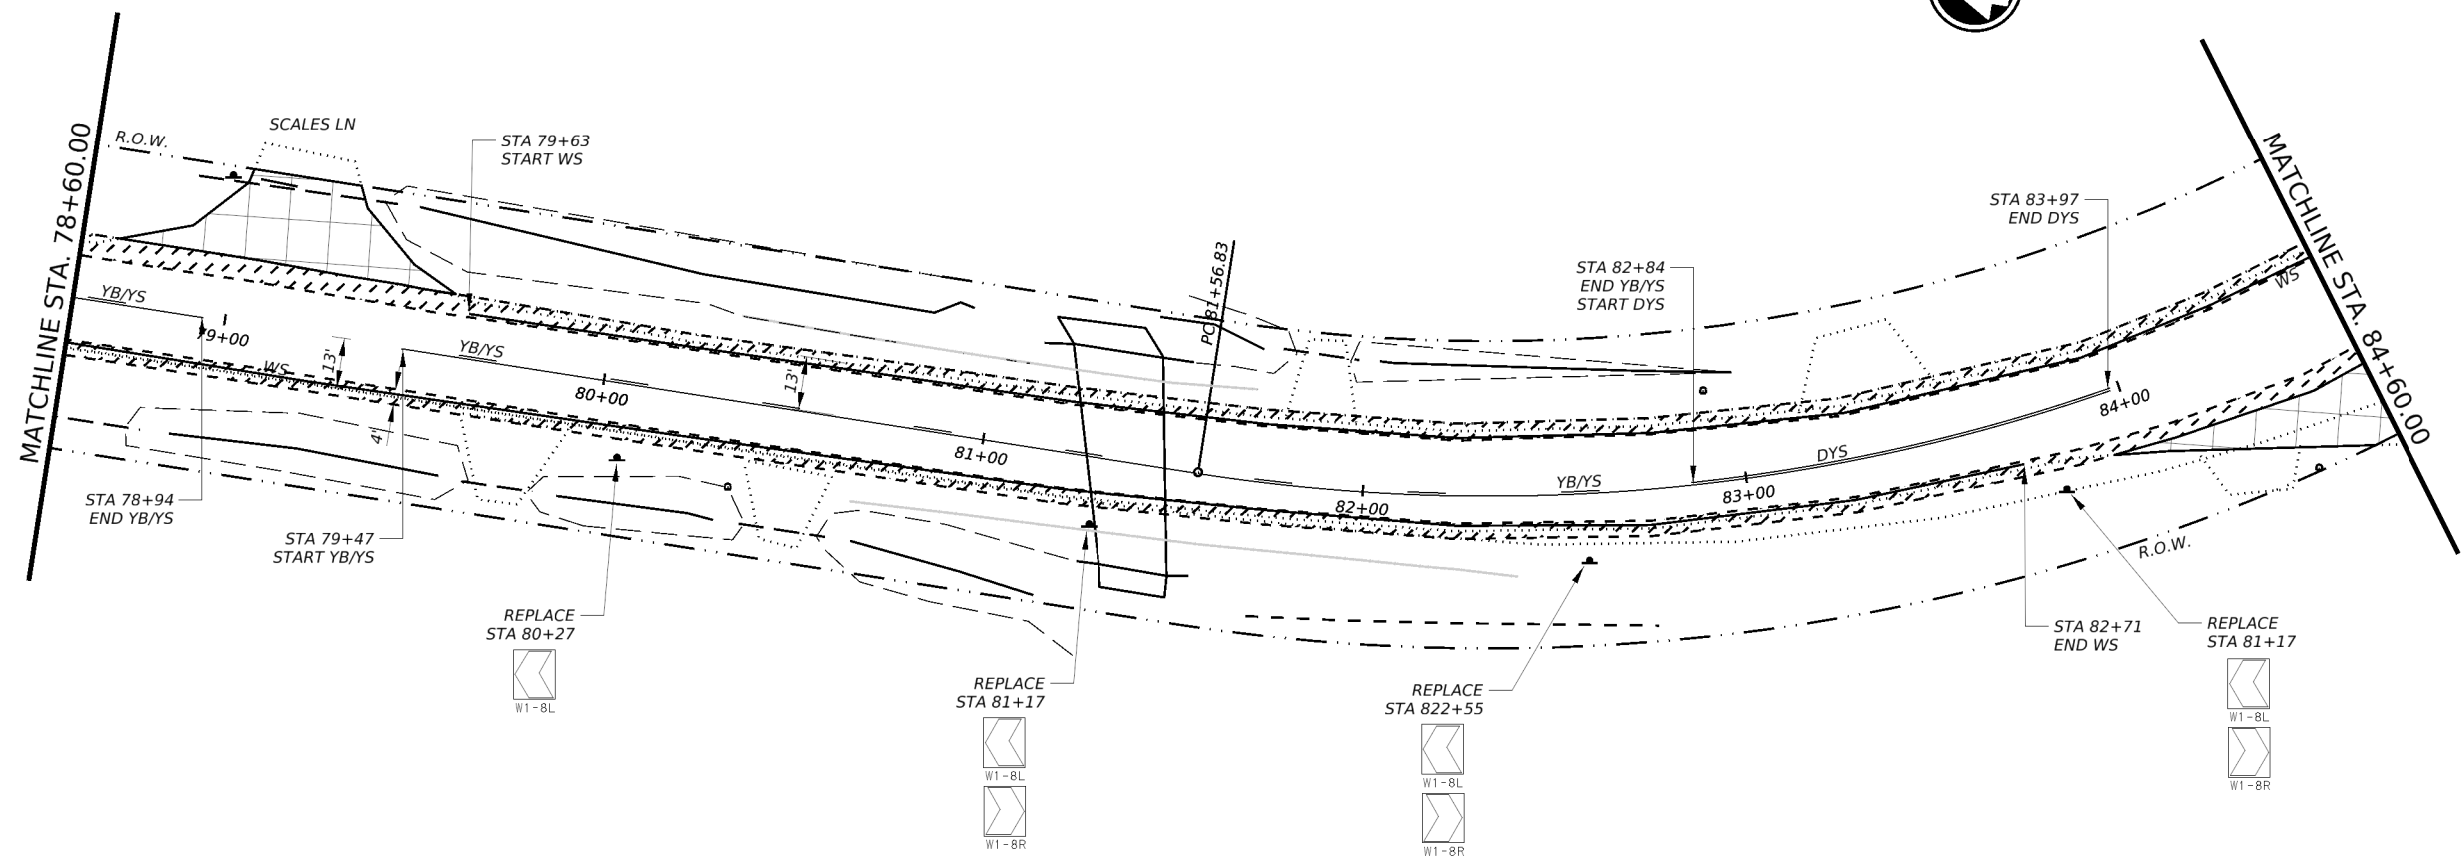 MATCHLINE STA. 78+60.00
R.O.W.
SCALES LN
STA 79+63
START WS
YB/YS
79+00
WS
13'
YB/YS
4'
80+00
13'
81+00
PC 81+56.83
82+00
YB/YS
STA 82+84
END YB/YS
START DYS
83+00
DYS
STA 83+97
END DYS
84+00
WS
MATCHLINE STA. 84+60.00
R.O.W.
STA 78+94
END YB/YS
STA 79+47
START YB/YS
REPLACE
STA 80+27
W1-8L
REPLACE
STA 81+17
W1-8L
W1-8R
REPLACE
STA 822+55
W1-8L
W1-8R
STA 82+71
END WS
REPLACE
STA 81+17
W1-8L
W1-8R